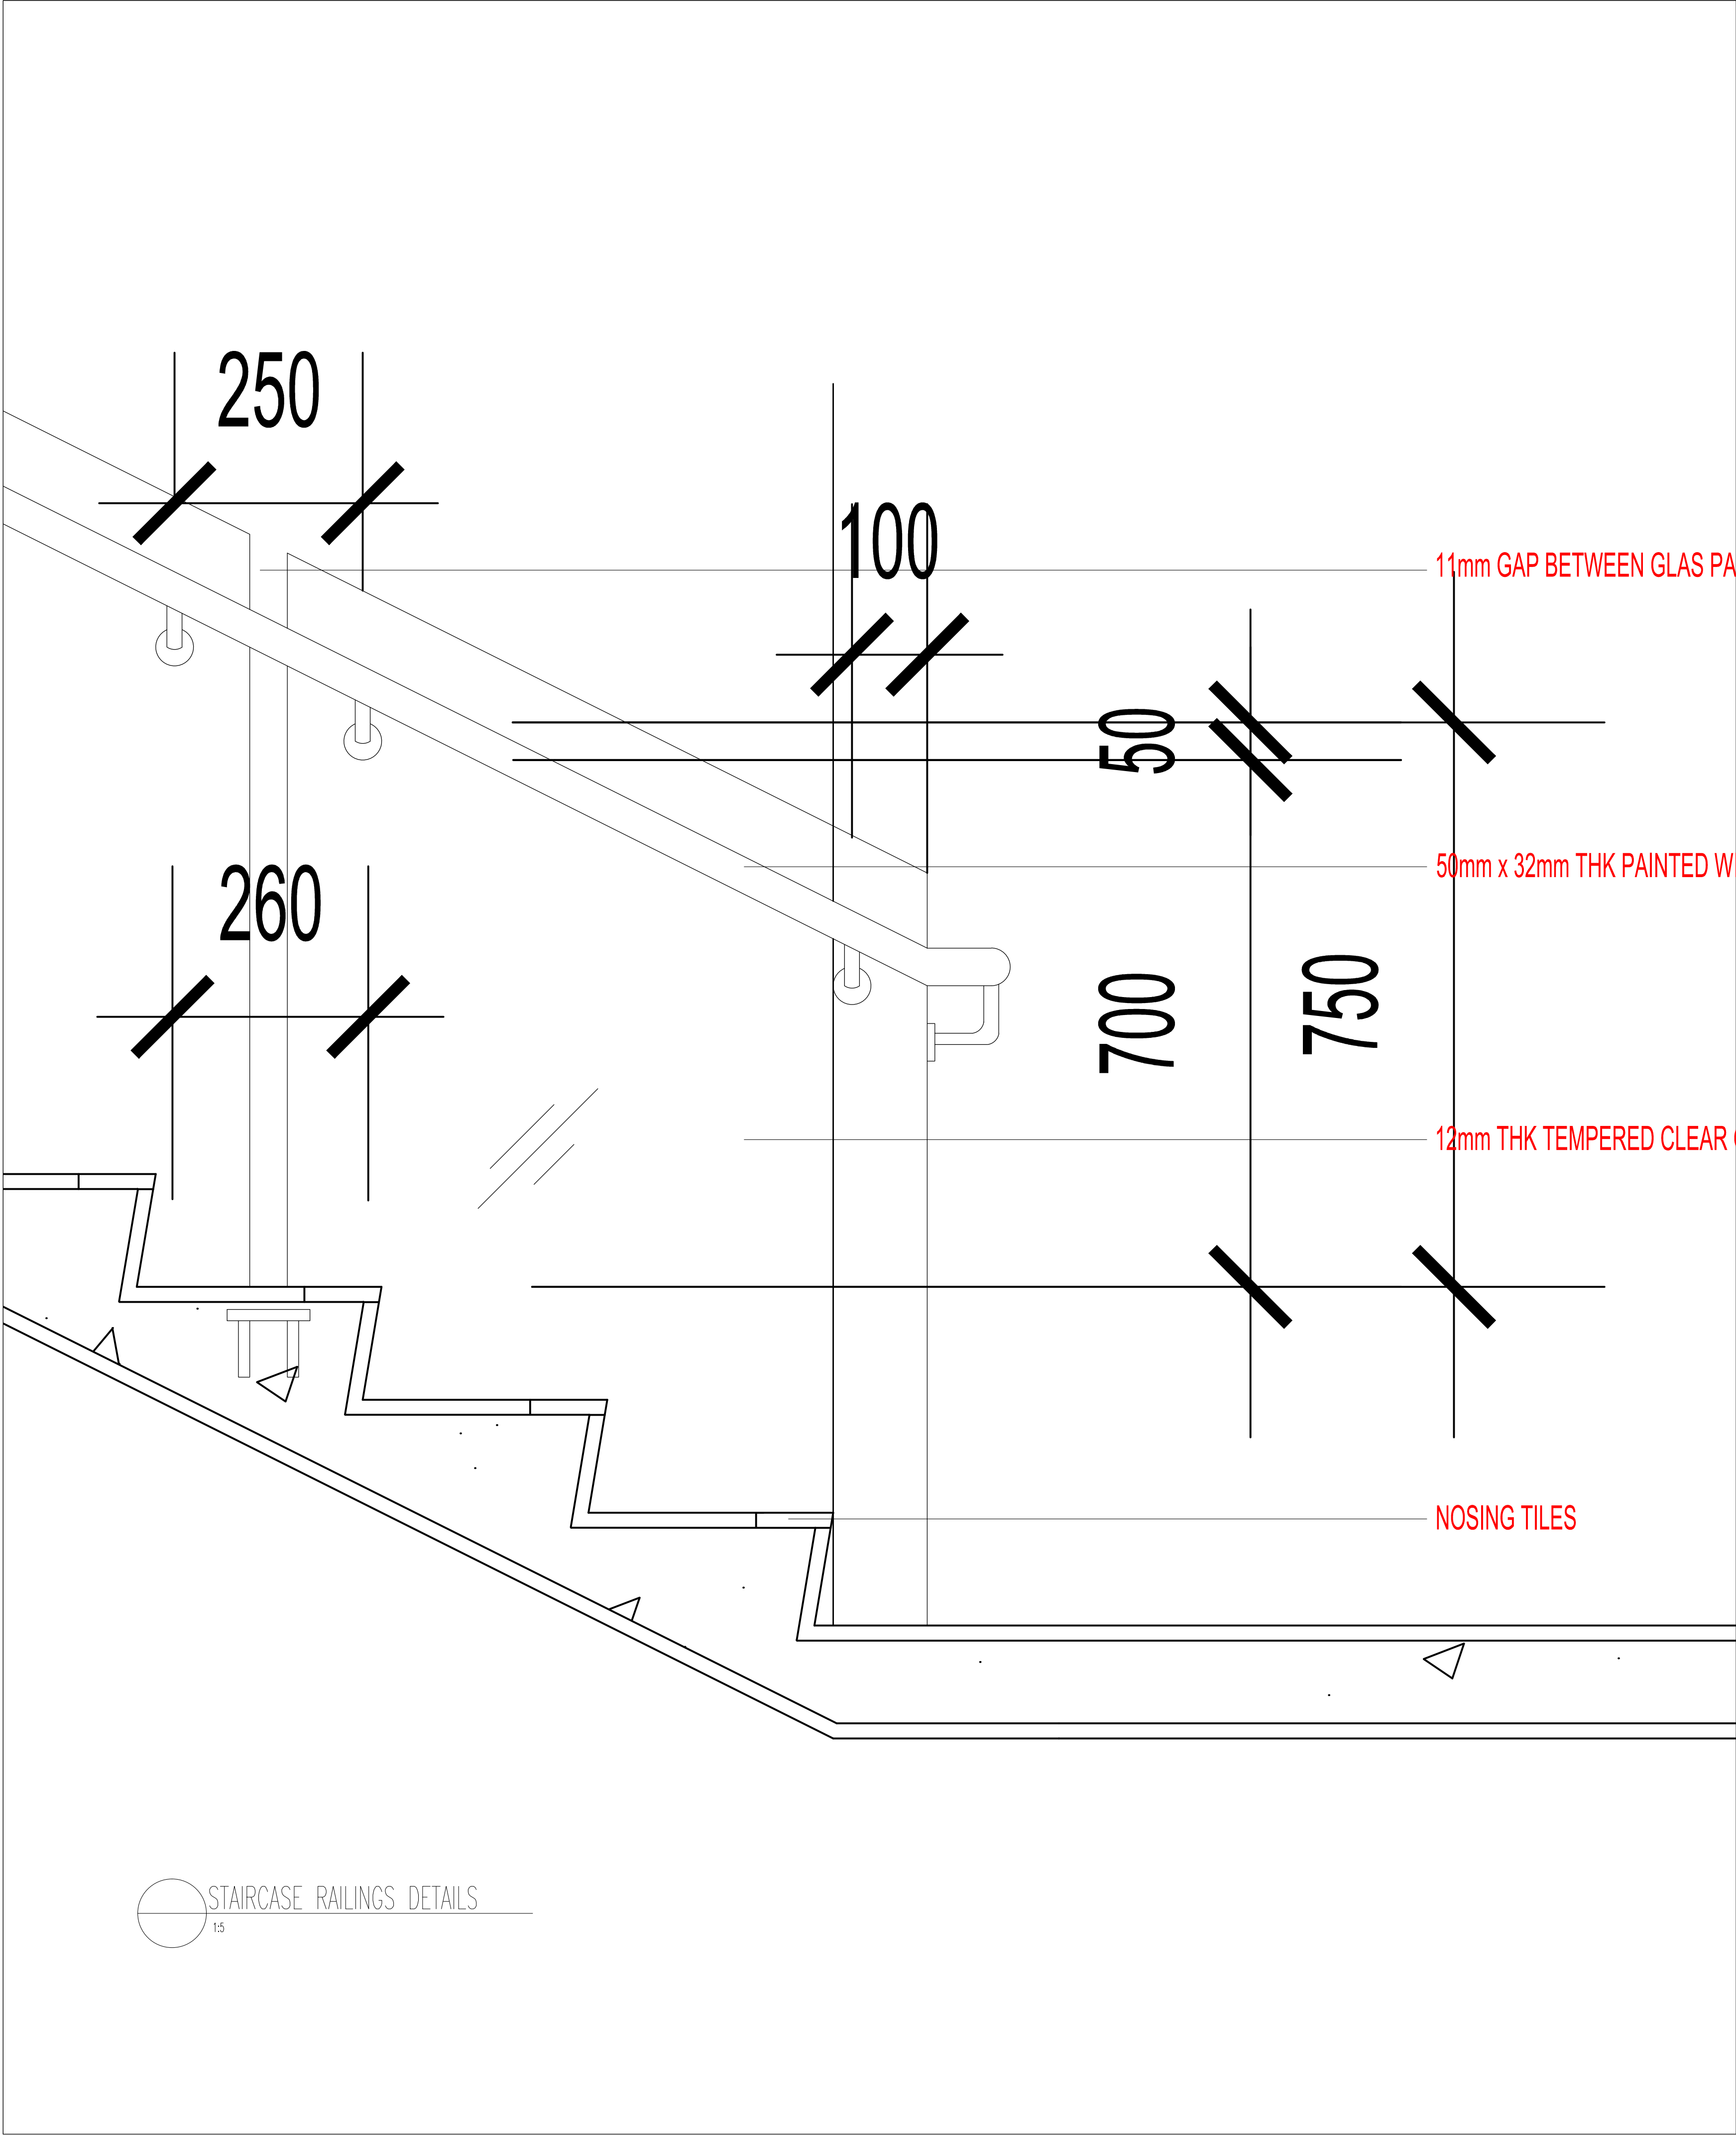 250
100
11mm GAP BETWEEN GLAS PA
50
50mm x 32mm THK PAINTED W
260
700
750
12mm THK TEMPERED CLEAR
NOSING TILES
STAIRCASE RAILINGS DETAILS
1:5